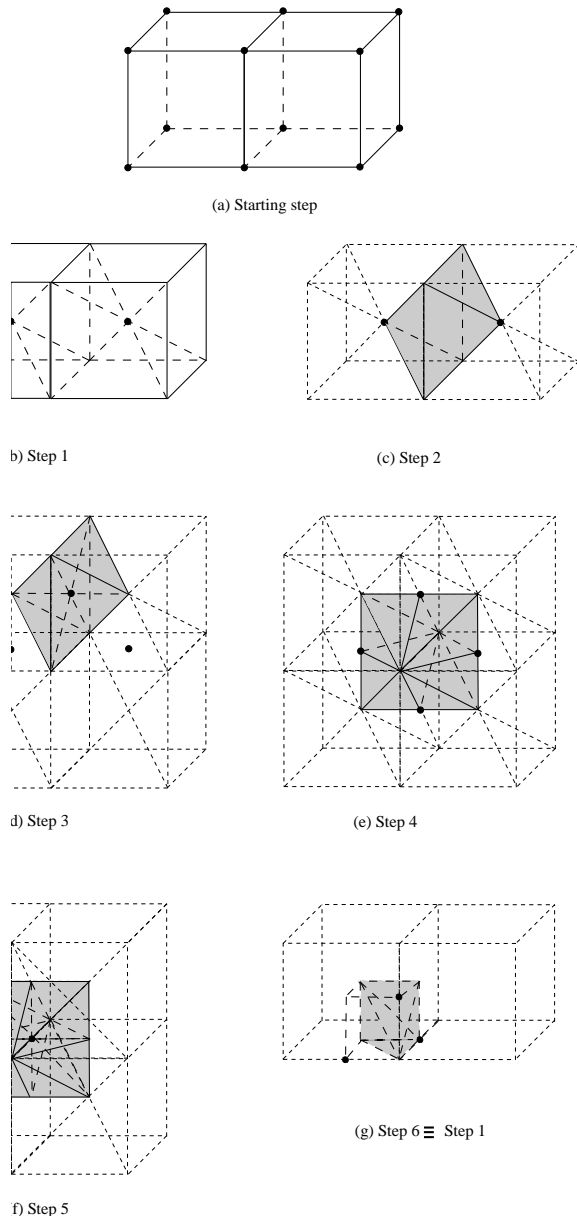 (a) Starting step
b) Step 1
(c) Step 2
d) Step 3
(e) Step 4
f) Step 5
(g) Step 6 ≡ Step 1